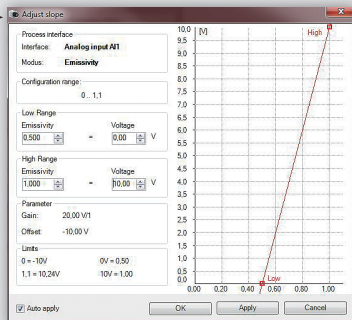 Adjust slope
Process interface
Interface: Analog input AI1
Modus: Emissivity
Configuration range:
0 .. 1,1
Low Range
Emissivity Voltage
0,500 = 0,00 V
High Range
Emissivity Voltage
1,000 = 10,00 V
Parameter
Gain: 20,00 V/1
Offset: -10,00 V
Limits
0 = -10V 0V = 0,50
1,1 = 10,24V 10V = 1,00
Auto apply
10,0 [V] High
9,5
9,0
8,5
8,0
7,5
7,0
6,5
6,0
5,5
5,0
4,5
4,0
3,5
3,0
2,5
2,0
1,5
1,0
0,5
0,0 Low
0,00 0,20 0,40 0,60 0,80 1,00
OK Apply Cancel